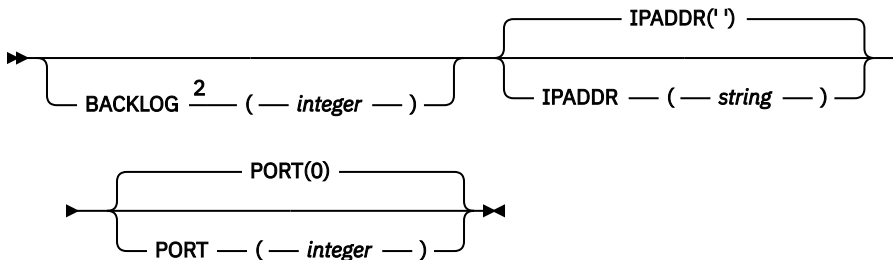 IPADDR(' ')
BACKLOG 2 ( integer ) IPADDR ( string )
PORT(0)
PORT ( integer )